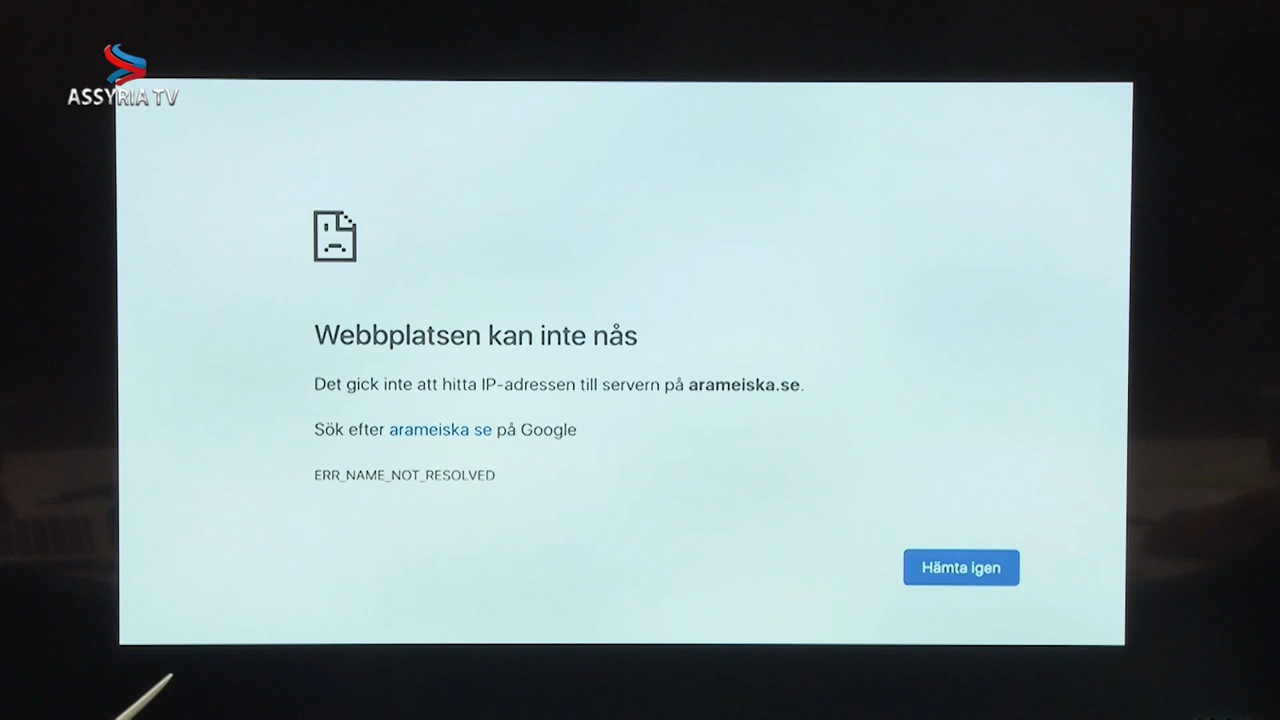 ASSYRIA TV
Webbplatsen kan inte nås
Det gick inte att hitta IP-adressen till servern på arameiska.se.
Sök efter arameiska se på Google
ERR_NAME_NOT_RESOLVED
Hämta igen